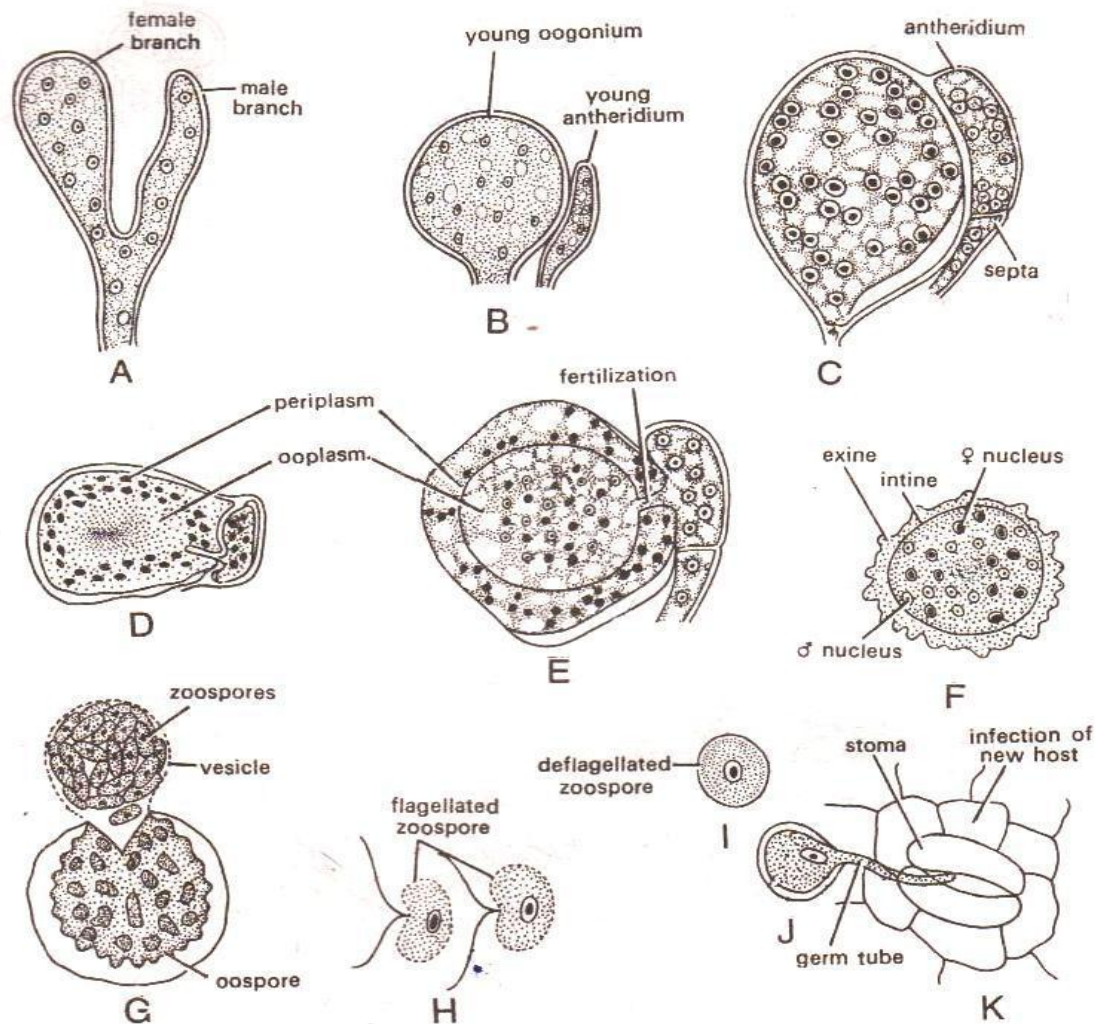 female
branch
male
branch
A
young oogonium
young
antheridium
B
antheridium
septa
C
periplasm
ooplasm
D
fertilization
E
exine
intine
♀ nucleus
♂ nucleus
F
zoospores
vesicle
oospore
G
flagellated
zoospore
H
deflagellated
zoospore
I
J
germ tube
stoma
infection of
new host
K